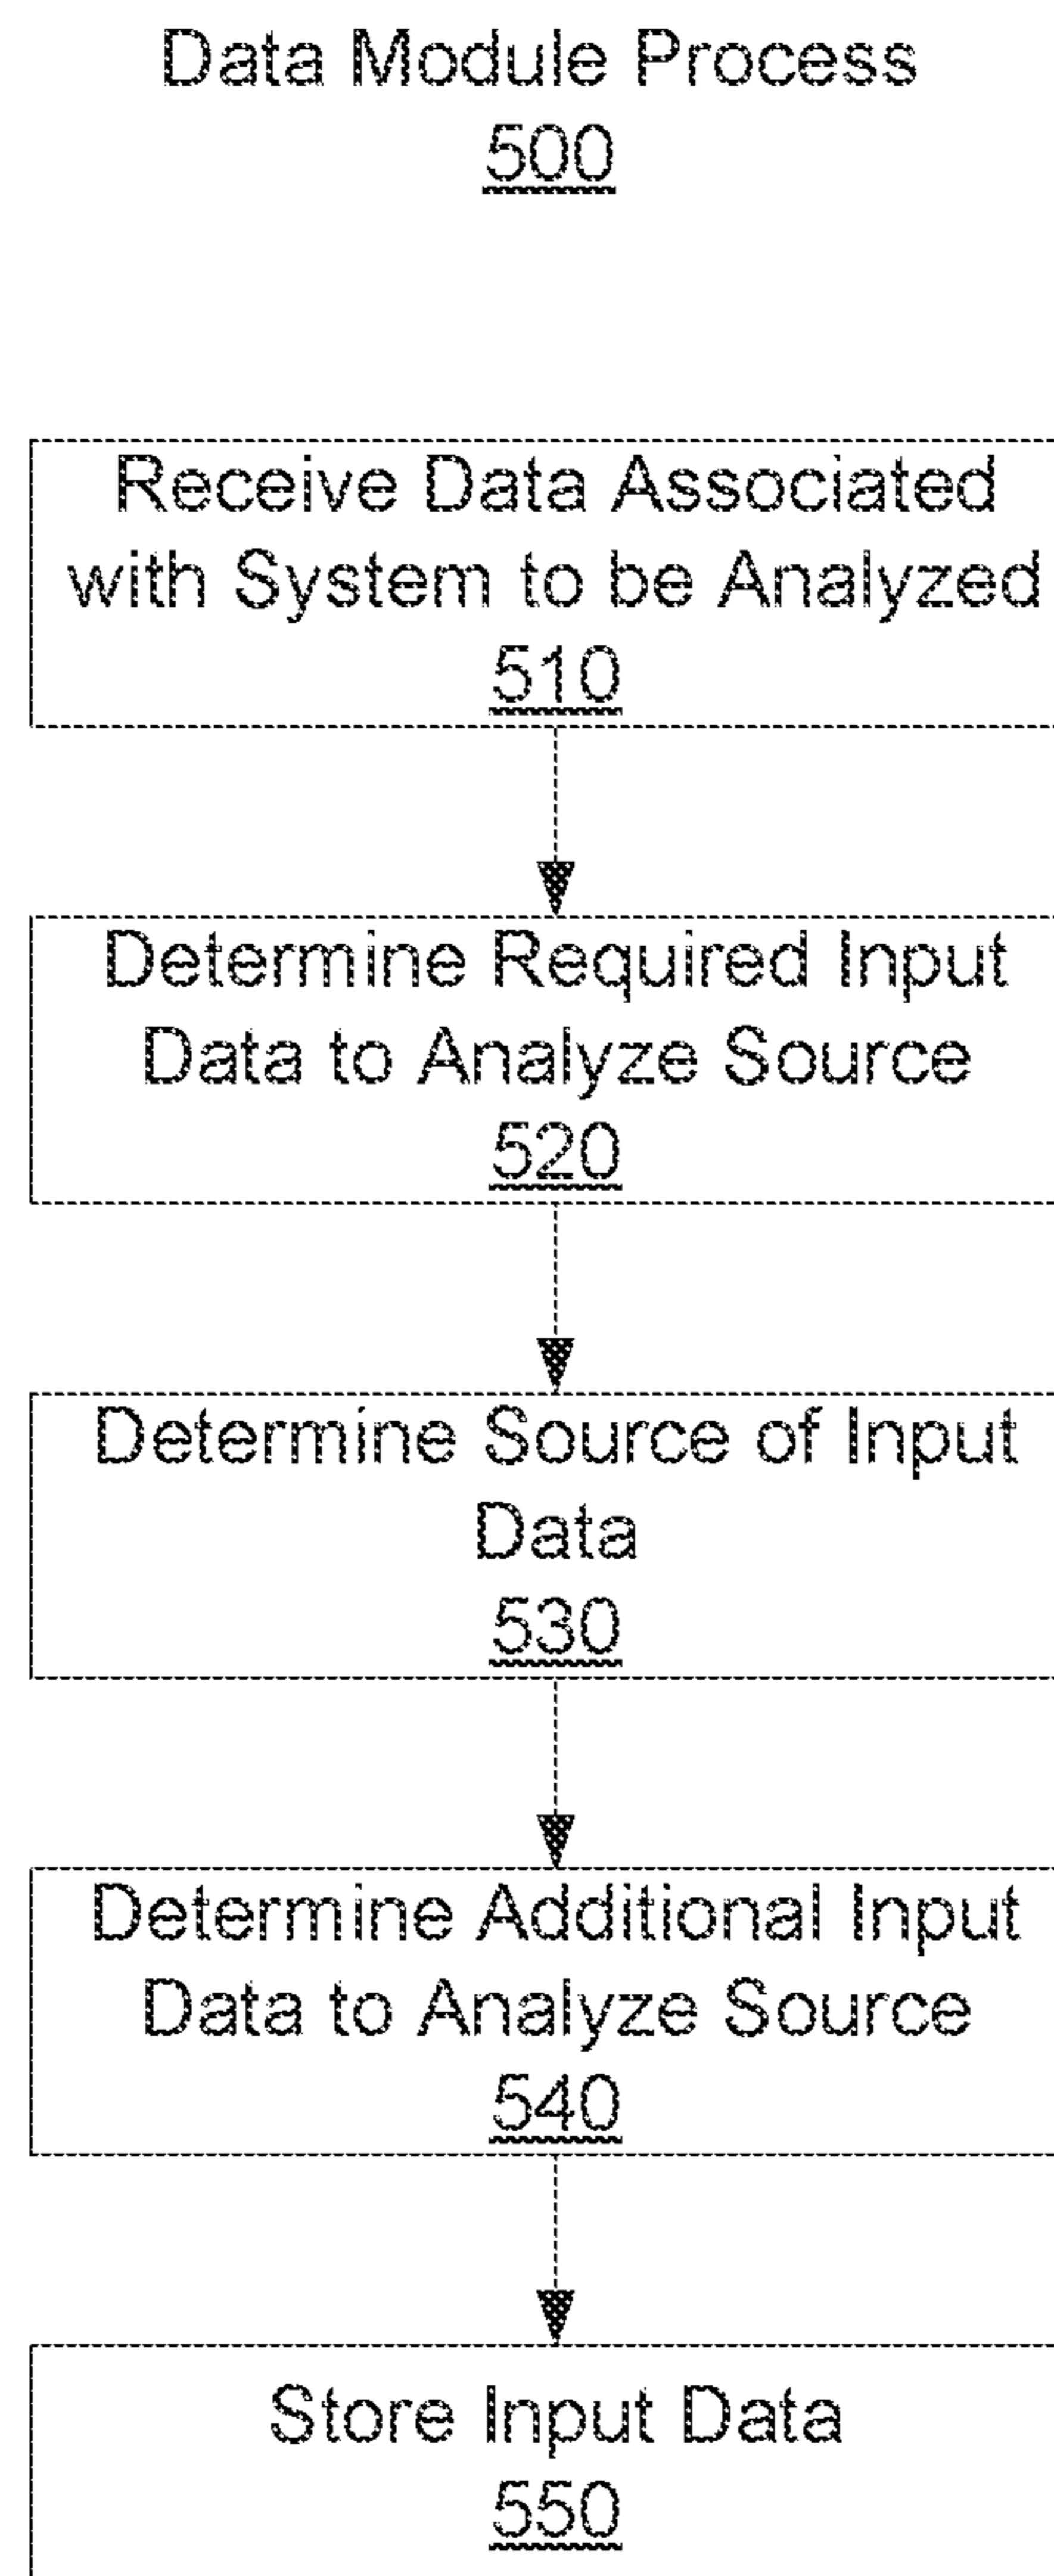 Data Module Process
500
Receive Data Associated
with System to be Analyzed
510
Determine Required Input
Data to Analyze Source
520
Determine Source of Input
Data
530
Determine Additional Input
Data to Analyze Source
540
Store Input Data
550